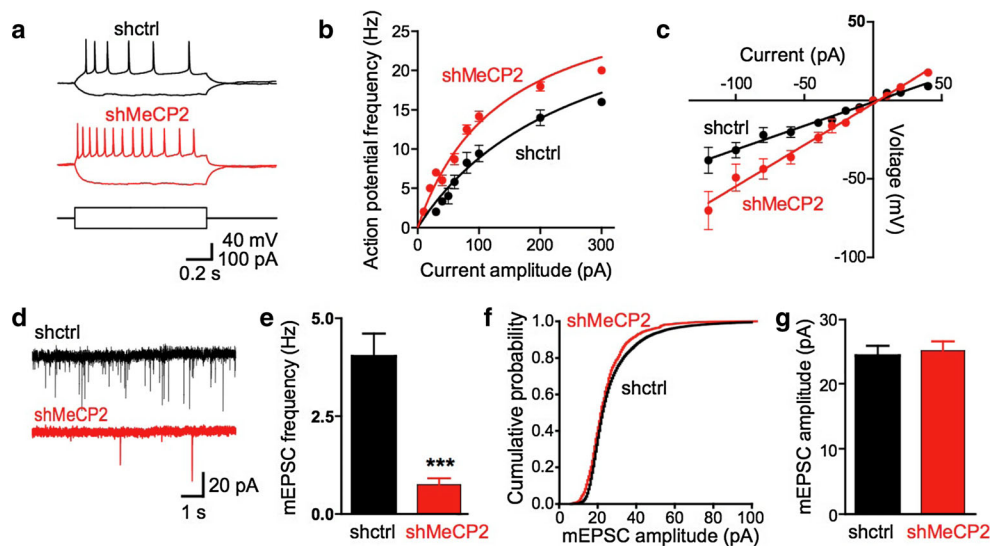 a
shctrl
shMeCP2
40 mV
100 pA
0.2 s
b
Action potential frequency (Hz)
25
20
15
10
5
0
shMeCP2
shctrl
0
100
200
300
Current amplitude (pA)
c
50
Current (pA)
-100
-50
50
shctrl
shMeCP2
-50
-100
Voltage
(mV)
d
shctrl
shMeCP2
20 pA
1 s
e
mEPSC frequency (Hz)
5.0
2.5
0.0
***
shctrl shMeCP2
f
Cumulative probability
1.0
0.8
0.6
0.4
0.2
0.0
shMeCP2
shctrl
0 20 40 60 80 100
mEPSC amplitude (pA)
g
mEPSC amplitude (pA)
30
20
10
0
shctrl shMeCP2